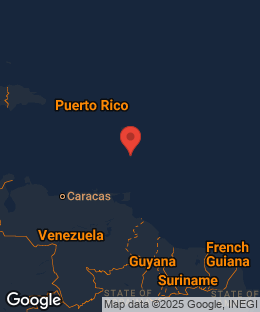 Puerto Rico
Caracas
Venezuela
Guyana
French
Guiana
Suriname
STATE OF
STATE OF
Google
Map data ©2025 Google, INEGI